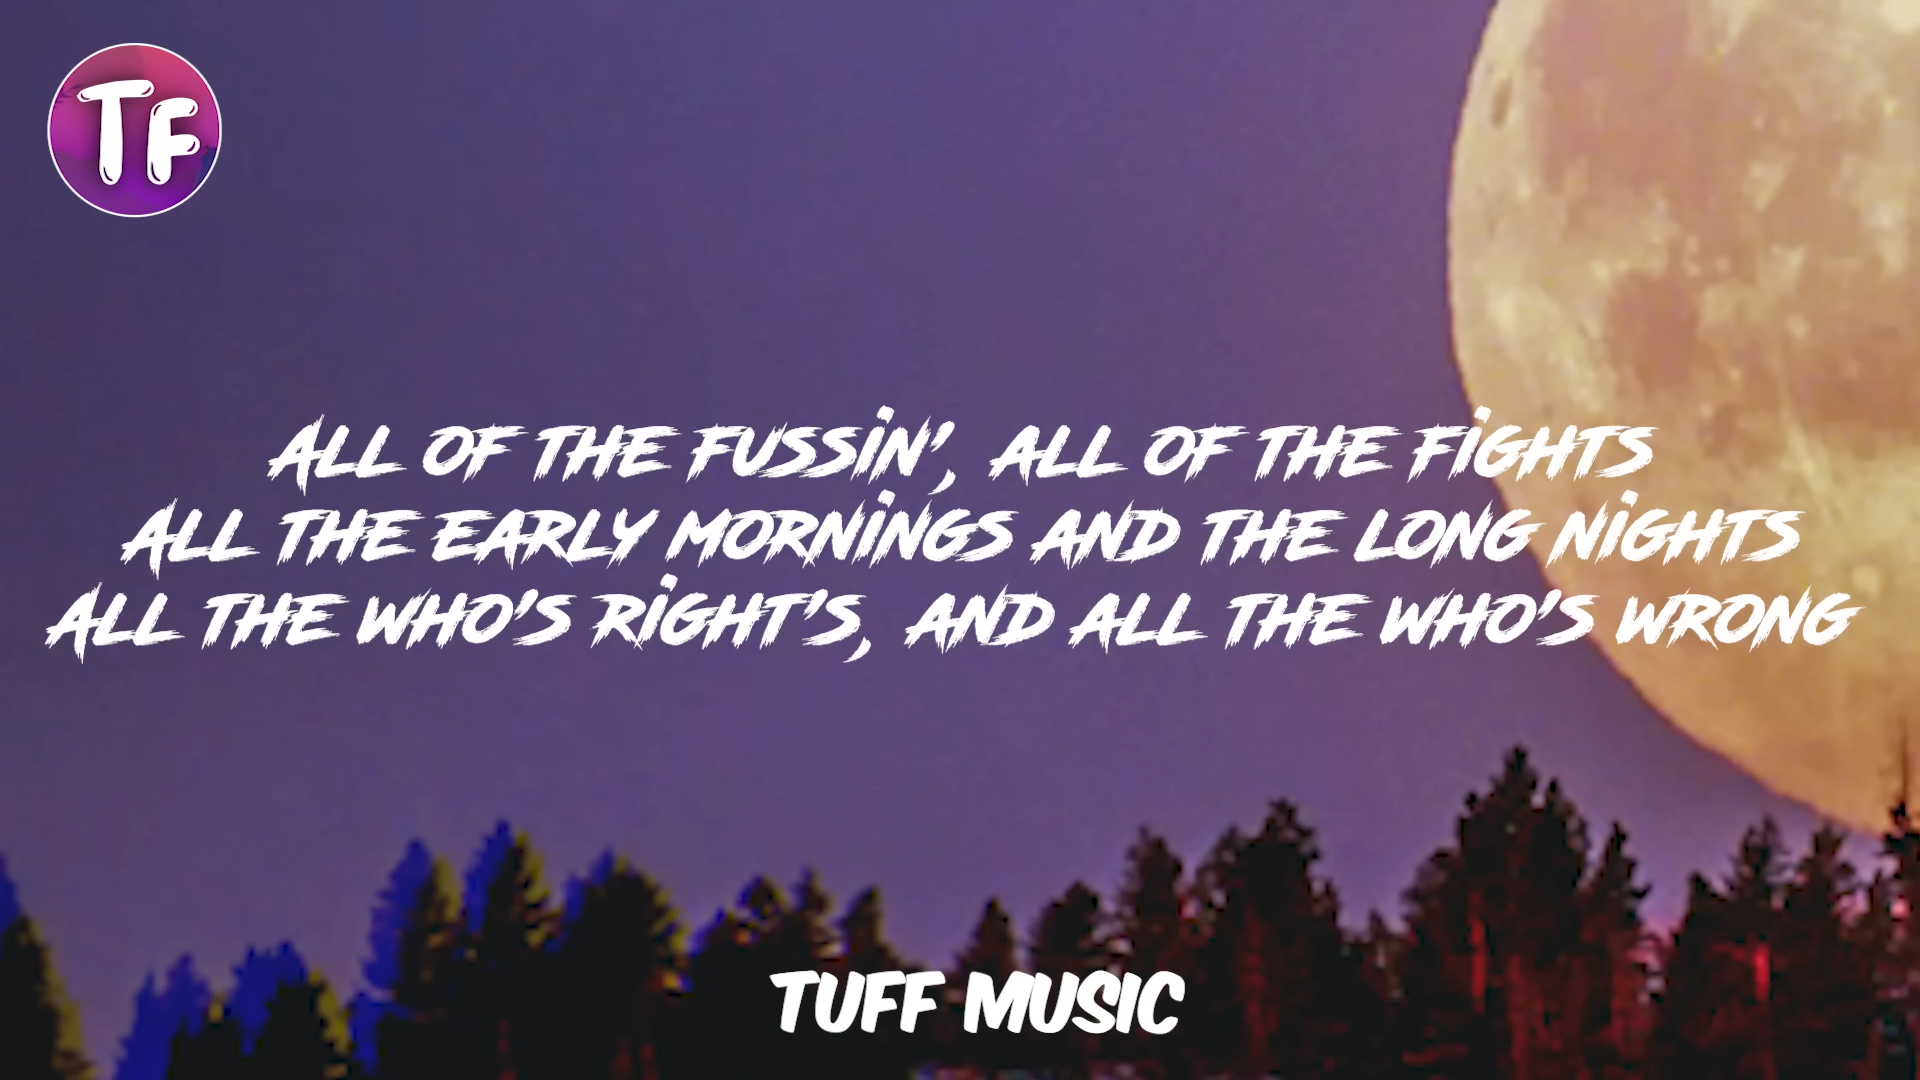 TF
ALL OF THE FUSSiN', ALL OF THE FiGHTS
ALL THE EARLY MORNiNGS AND THE LONG NiGHTS
ALL THE WHO'S RiGHT'S, AND ALL THE WHO'S WRONG
TUFF MUSIC